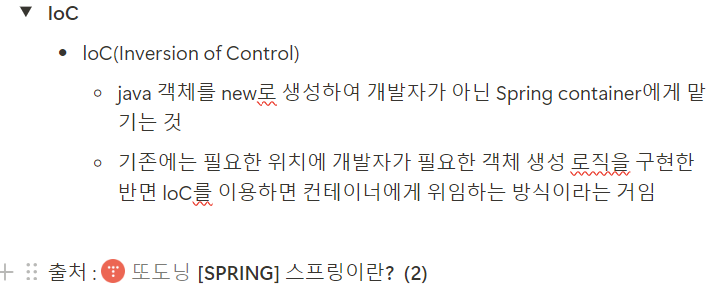 IoC
IoC(Inversion of Control)
java 객체를 new로 생성하여 개발자가 아닌 Spring container에게 맡
기는 것
기존에는 필요한 위치에 개발자가 필요한 객체 생성 로직을 구현한
반면 IoC를 이용하면 컨테이너에게 위임하는 방식이라는 거임
출처 : 또도닝 [SPRING] 스프링이란? (2)